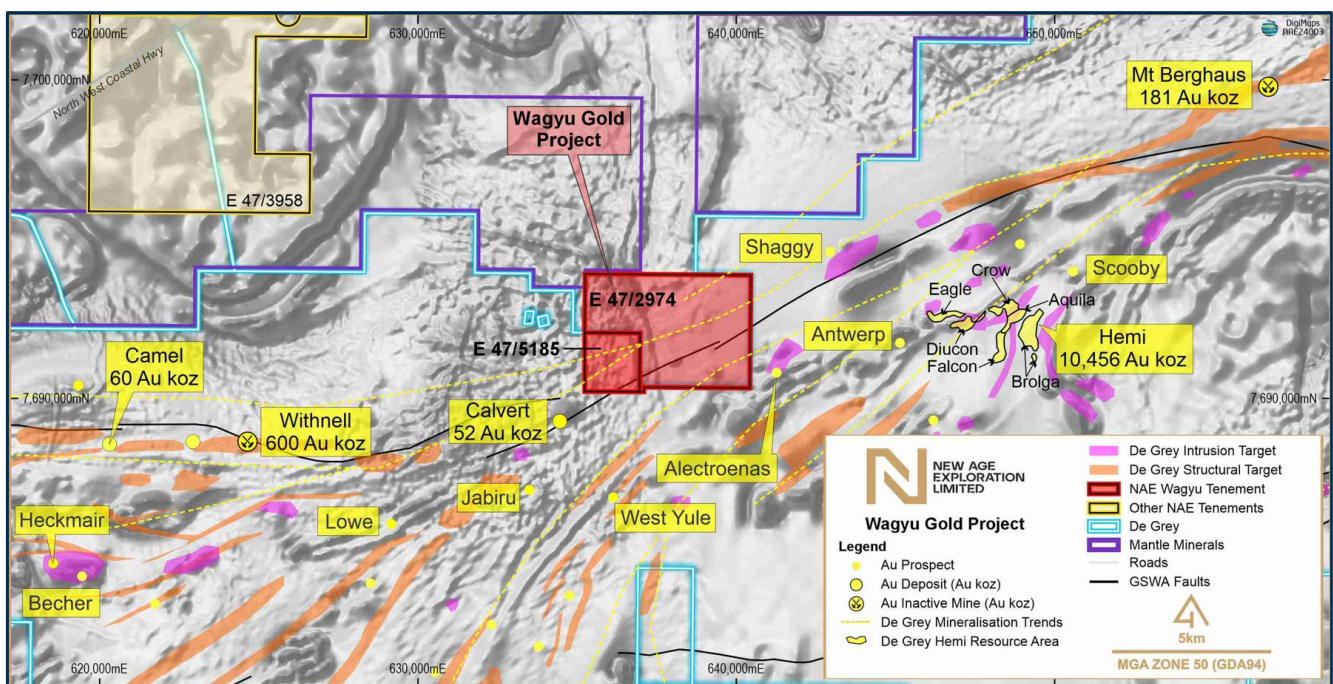 620,000mE
630,000mE
640,000mE
650,000mE
DigiMaps
NAE24003
7,700,000mN
North West Coastal Hwy
Mt Berghaus
181 Au koz
Wagyu Gold
Project
E 47/3958
Shaggy
Scooby
Crow
Eagle
Aquila
E 47/2974
Antwerp
Hemi
10,456 Au koz
E 47/5185
Diucon
Falcon
Brolga
Camel
60 Au koz
7,690,000mN
7,690,000mN
Withnell
600 Au koz
Calvert
52 Au koz
Alectroenas
Jabiru
Lowe
West Yule
Heckmair
Becher
NEW AGE
EXPLORATION
LIMITED
Wagyu Gold Project
Legend
Au Prospect
Au Deposit (Au koz)
Au Inactive Mine (Au koz)
De Grey Mineralisation Trends
De Grey Hemi Resource Area
De Grey Intrusion Target
De Grey Structural Target
NAE Wagyu Tenement
Other NAE Tenements
De Grey
Mantle Minerals
Roads
GSWA Faults
5km
MGA ZONE 50 (GDA94)
620,000mE
630,000mE
640,000mE